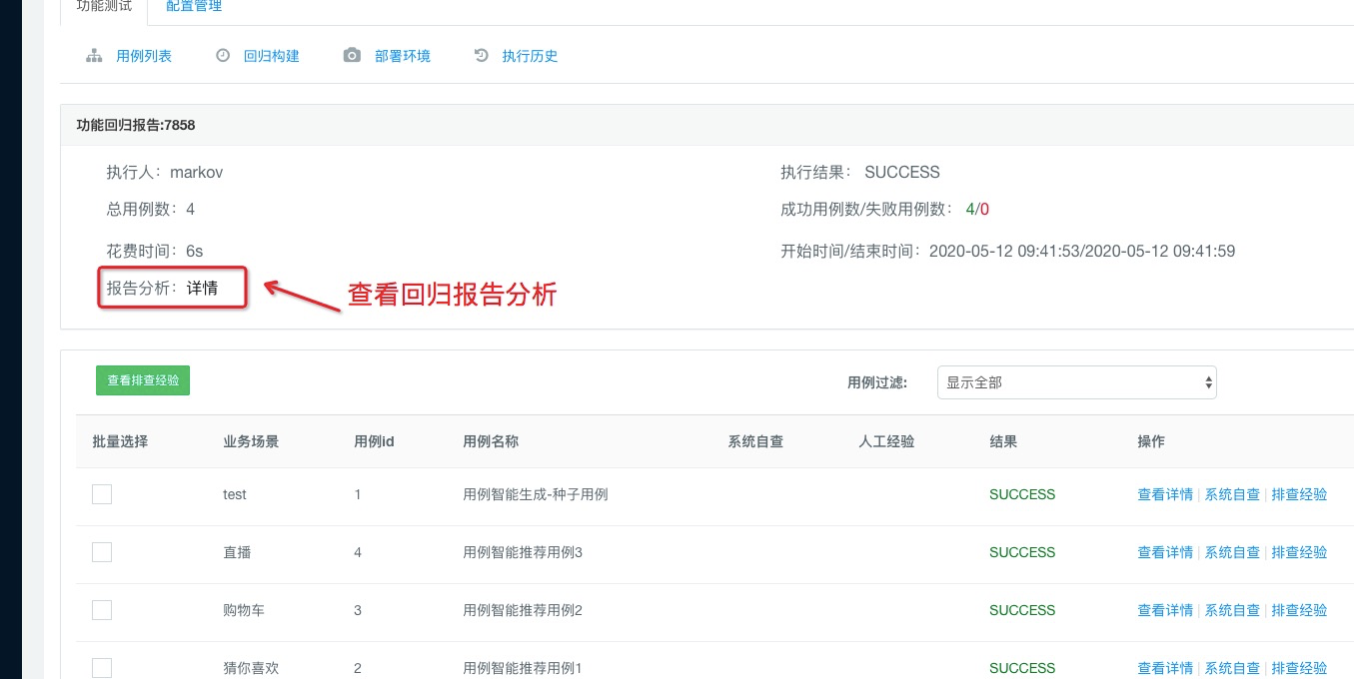 功能测试 配置管理
用例列表 回归构建 部署环境 执行历史
功能回归报告:7858
执行人：markov 执行结果： SUCCESS
总用例数：4 成功用例数/失败用例数： 4/0
花费时间：6s 开始时间/结束时间：2020-05-12 09:41:53/2020-05-12 09:41:59
报告分析：详情 查看回归报告分析
查看排查经验 用例过滤: 显示全部
批量选择 业务场景 用例id 用例名称 系统自查 人工经验 结果 操作
test 1 用例智能生成-种子用例 SUCCESS 查看详情 | 系统自查 | 排查经验
直播 4 用例智能推荐用例3 SUCCESS 查看详情 | 系统自查 | 排查经验
购物车 3 用例智能推荐用例2 SUCCESS 查看详情 | 系统自查 | 排查经验
猜你喜欢 2 用例智能推荐用例1 SUCCESS 查看详情 | 系统自查 | 排查经验